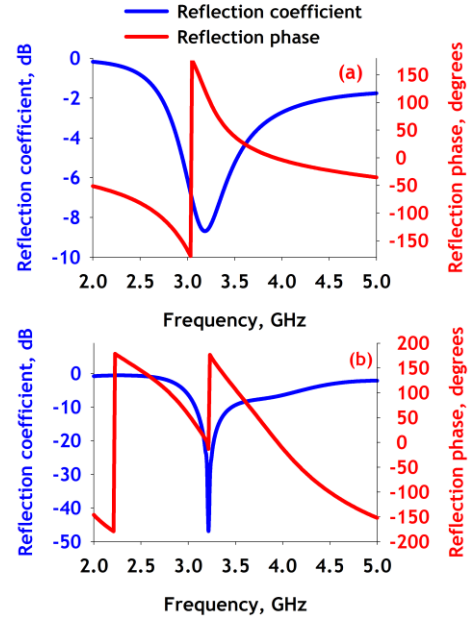 Reflection coefficient
Reflection phase
(a)
Reflection coefficient, dB
0
-2
-4
-6
-8
-10
150
100
50
0
-50
-100
-150
Reflection phase, degrees
2.0 2.5 3.0 3.5 4.0 4.5 5.0
Frequency, GHz
(b)
Reflection coefficient, dB
0
-10
-20
-30
-40
-50
200
150
100
50
0
-50
-100
-150
-200
Reflection phase, degrees
2.0 2.5 3.0 3.5 4.0 4.5 5.0
Frequency, GHz